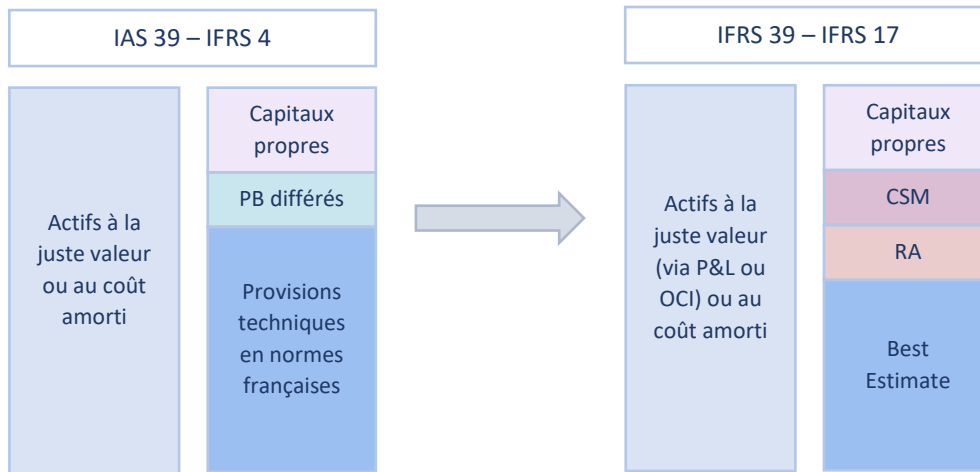 IAS 39 – IFRS 4
Actifs à la
juste valeur
ou au coût
amorti
Capitaux
propres
PB différés
Provisions
techniques
en normes
françaises
IFRS 39 – IFRS 17
Actifs à la
juste valeur
(via P&L ou
OCI) ou au
coût amorti
Capitaux
propres
CSM
RA
Best
Estimate